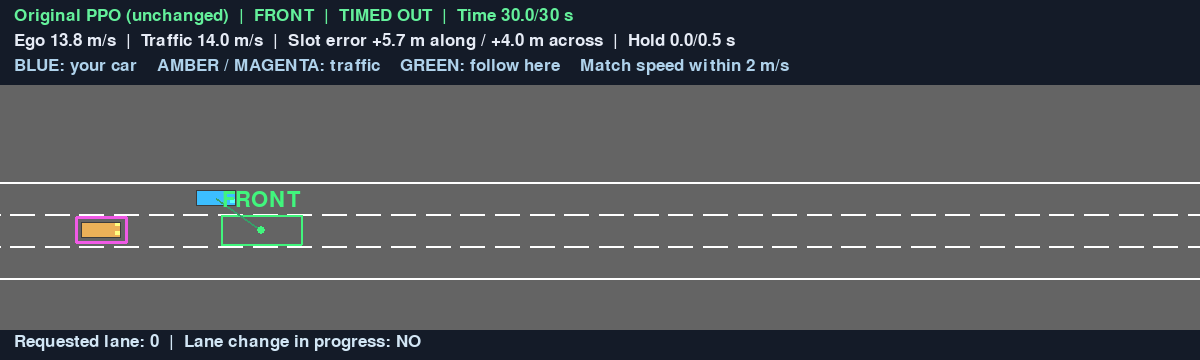 Original PPO (unchanged)  |  FRONT  |  TIMED OUT  |  Time 30.0/30 s
Ego 13.8 m/s  |  Traffic 14.0 m/s  |  Slot error +5.7 m along / +4.0 m across  |  Hold 0.0/0.5 s
BLUE: your car    AMBER / MAGENTA: traffic    GREEN: follow here    Match speed within 2 m/s
FRONT
Requested lane: 0  |  Lane change in progress: NO